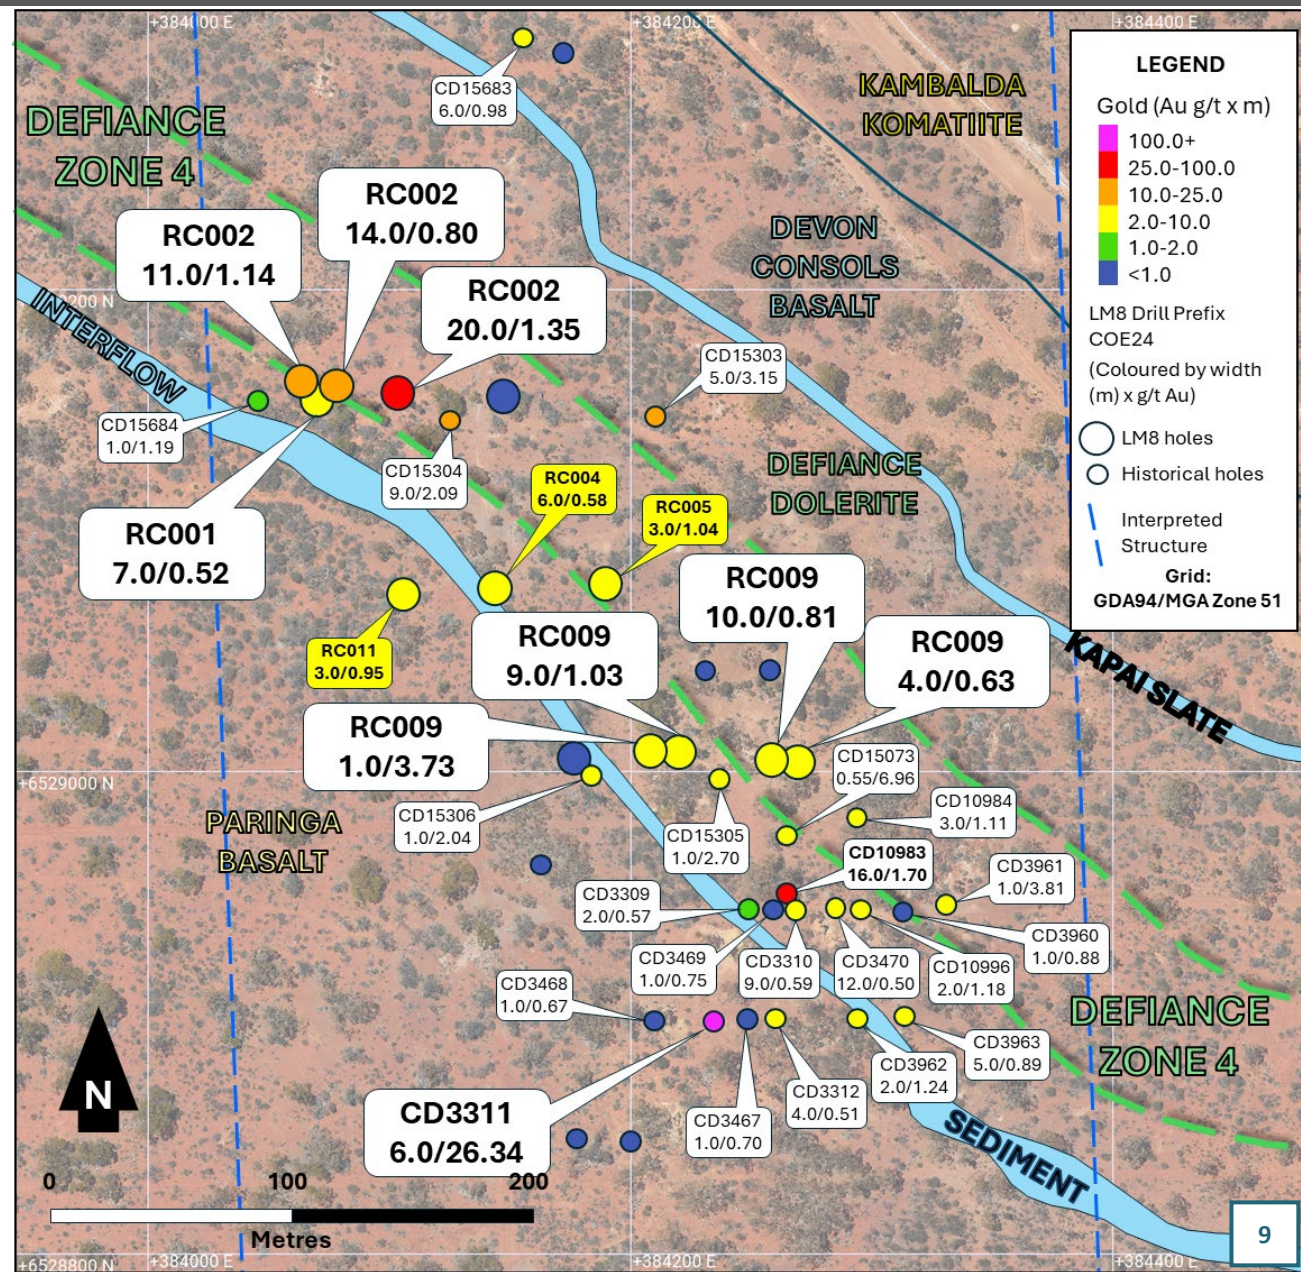 +384000 E
+384200 E
+384400 E
CD15683
6.0/0.98
KAMBALDA
KOMATIITE
DEFIANCE
ZONE 4
LEGEND
Gold (Au g/t x m)
100.0+
25.0-100.0
10.0-25.0
2.0-10.0
1.0-2.0
<1.0
LM8 Drill Prefix
COE24
(Coloured by width
(m) x g/t Au)
LM8 holes
Historical holes
Interpreted
Structure
Grid:
GDA94/MGA Zone 51
RC002
14.0/0.80
RC002
11.0/1.14
RC002
20.0/1.35
DEVON
CONSOLS
BASALT
200 N
INTERFLOW
CD15303
5.0/3.15
CD15684
1.0/1.19
CD15304
9.0/2.09
DEFIANCE
DOLERITE
RC004
6.0/0.58
RC005
3.0/1.04
RC001
7.0/0.52
RC009
10.0/0.81
RC009
9.0/1.03
RC009
4.0/0.63
RC011
3.0/0.95
KAPAI SLATE
RC009
1.0/3.73
CD15073
0.55/6.96
+6529000 N
CD15306
1.0/2.04
CD15305
1.0/2.70
CD10984
3.0/1.11
PARINGA
BASALT
CD10983
16.0/1.70
CD3961
1.0/3.81
CD3309
2.0/0.57
CD3960
1.0/0.88
CD3469
1.0/0.75
CD3310
9.0/0.59
CD3470
12.0/0.50
CD10996
2.0/1.18
CD3468
1.0/0.67
DEFIANCE
ZONE 4
CD3963
5.0/0.89
CD3962
2.0/1.24
CD3312
4.0/0.51
CD3467
1.0/0.70
CD3311
6.0/26.34
SEDIMENT
N
0
100
200
Metres
9
+6528800 N
+384000 E
+384200 E
+384400 E